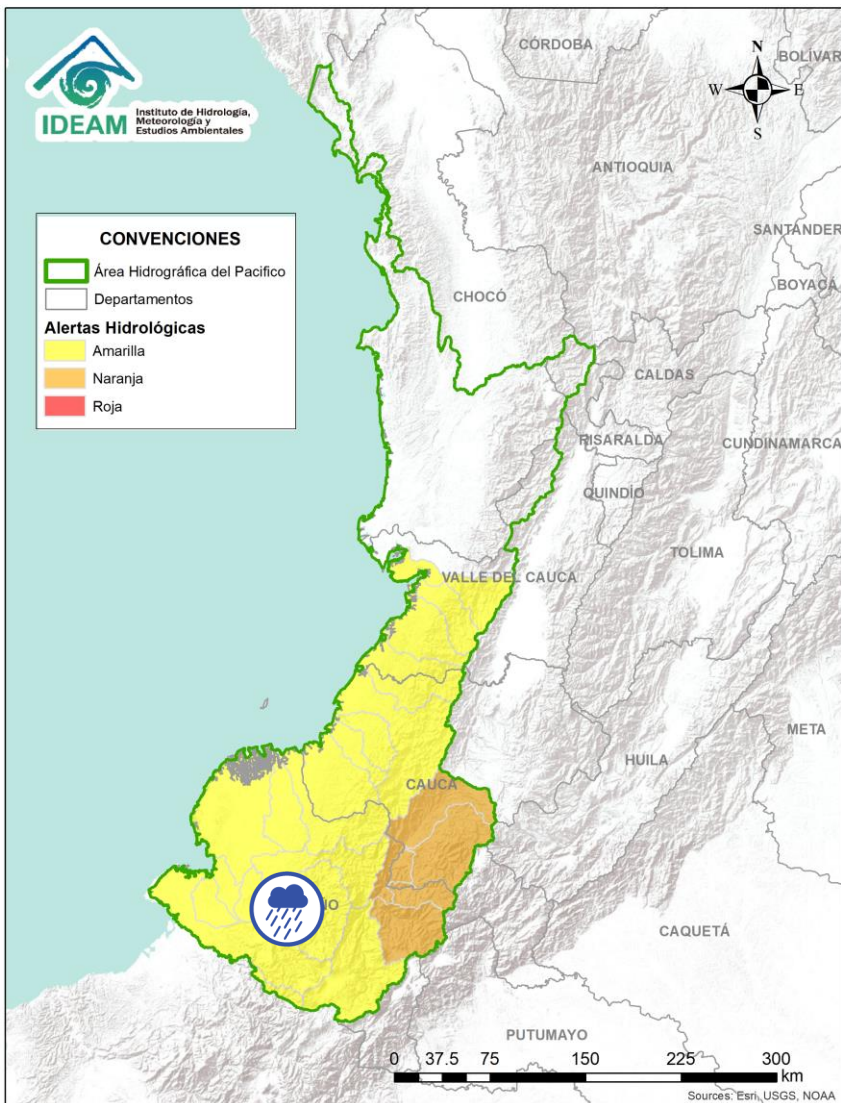 IDEAM
Instituto de Hidrología,
Meteorología y
Estudios Ambientales
CÓRDOBA
BOLÍVAR
N
W
E
S
ANTIOQUIA
SANTANDER
BOYACÁ
CONVENCIONES
Área Hidrográfica del Pacifico
Departamentos
Alertas Hidrológicas
Amarilla
Naranja
Roja
CHOCÓ
CALDAS
RISARALDA
CUNDINAMARCA
QUINDÍO
TOLIMA
VALLE DEL CAUCA
META
HUILA
CAUCA
CAQUETÁ
PUTUMAYO
0 37.5 75 150 225 300
km
Sources: Esri, USGS, NOAA